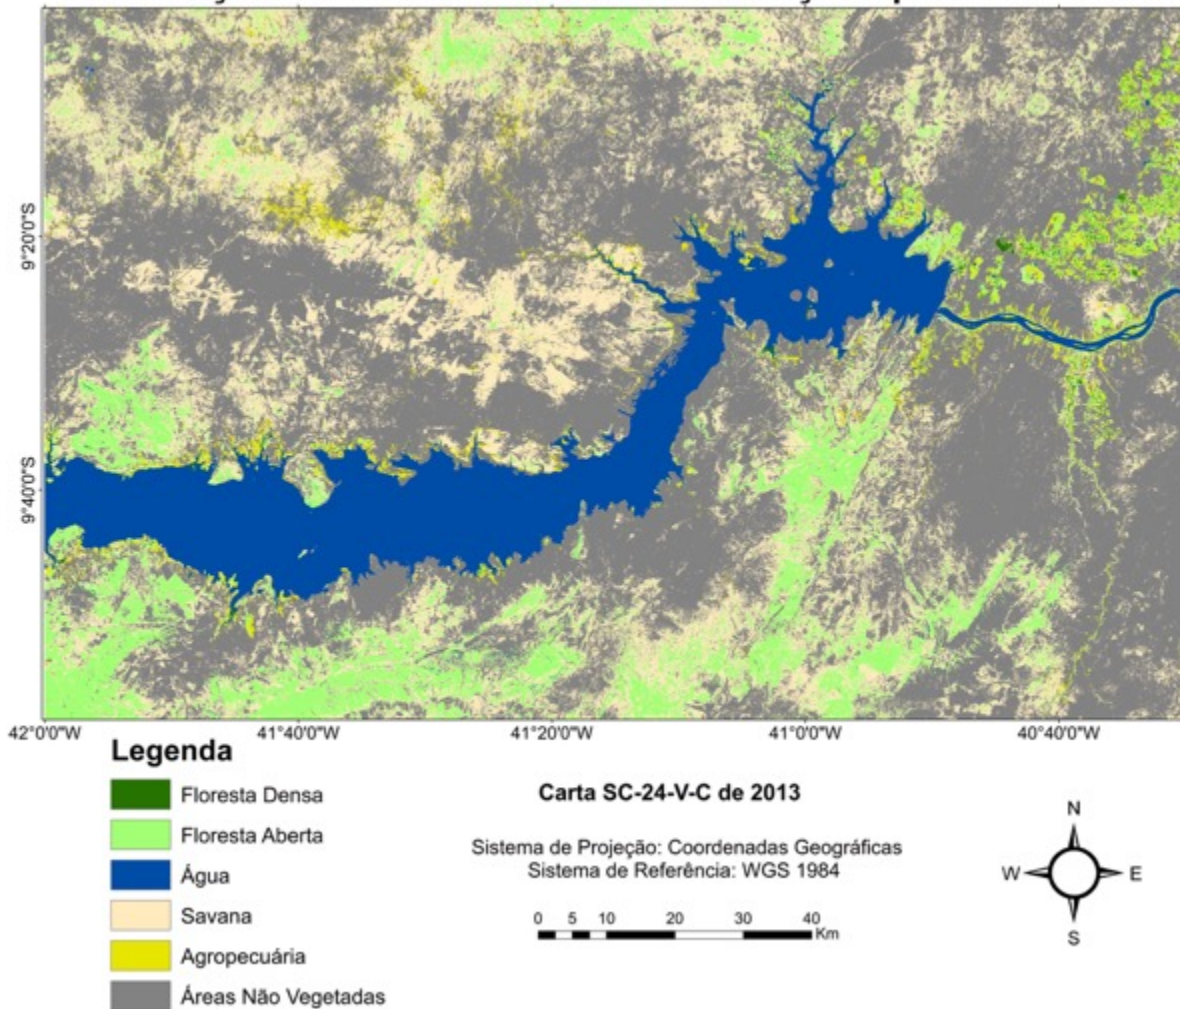 9°20'0"S
9°40'0"S
42°0'0"W 41°40'0"W 41°20'0"W 41°0'0"W 40°40'0"W
Legenda
Floresta Densa
Floresta Aberta
Água
Savana
Agropecuária
Áreas Não Vegetadas
Carta SC-24-V-C de 2013
Sistema de Projeção: Coordenadas Geográficas
Sistema de Referência: WGS 1984
0 5 10 20 30 40
Km
N
W E
S